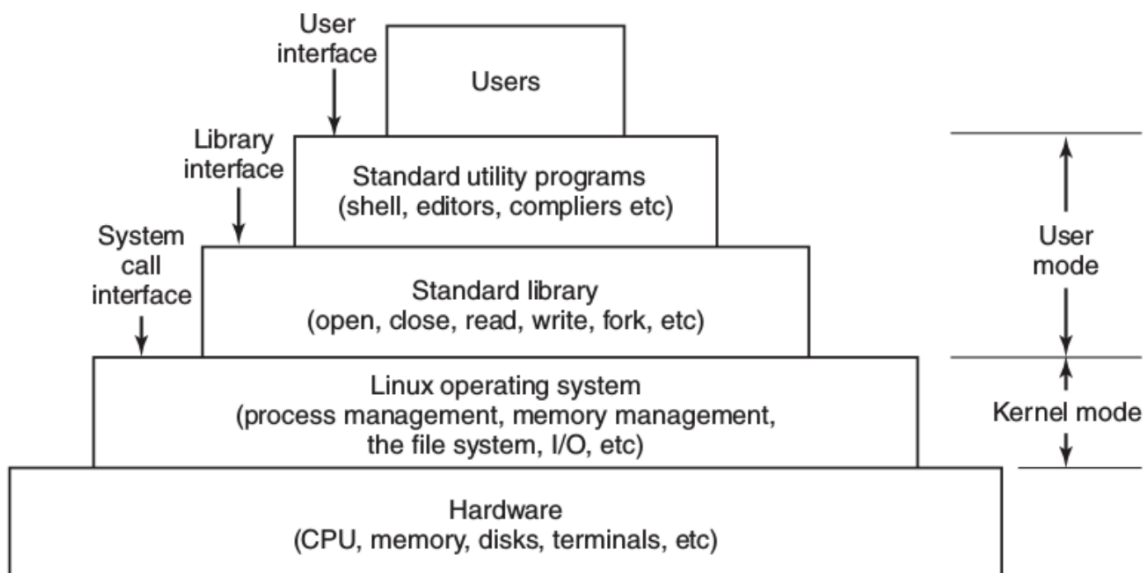 User
interface
Users
Library
interface
Standard utility programs
(shell, editors, compliers etc)
System
call
interface
User
mode
Standard library
(open, close, read, write, fork, etc)
Linux operating system
(process management, memory management,
the file system, I/O, etc)
Kernel mode
Hardware
(CPU, memory, disks, terminals, etc)